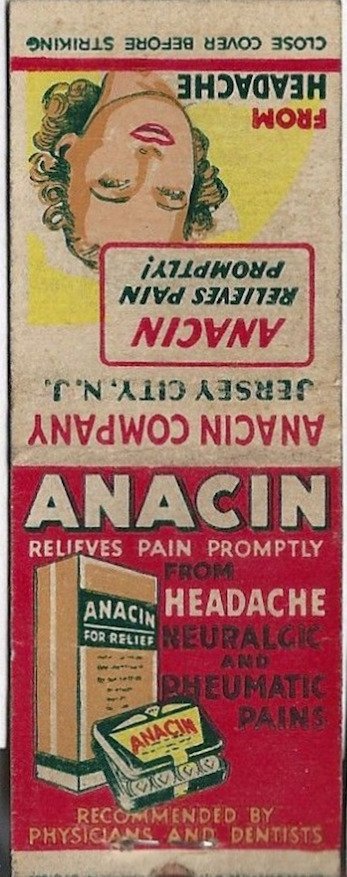 CLOSE COVER BEFORE STRIKING
FROM
HEADACHE
ANACIN
RELIEVES PAIN
PROMPTLY!
ANACIN COMPANY
JERSEY CITY, N. J.
ANACIN
RELIEVES PAIN PROMPTLY
FROM
HEADACHE
NEURALGIC
AND
RHEUMATIC
PAINS
ANACIN
FOR RELIEF
ANACIN
RECOMMENDED BY
PHYSICIANS AND DENTISTS